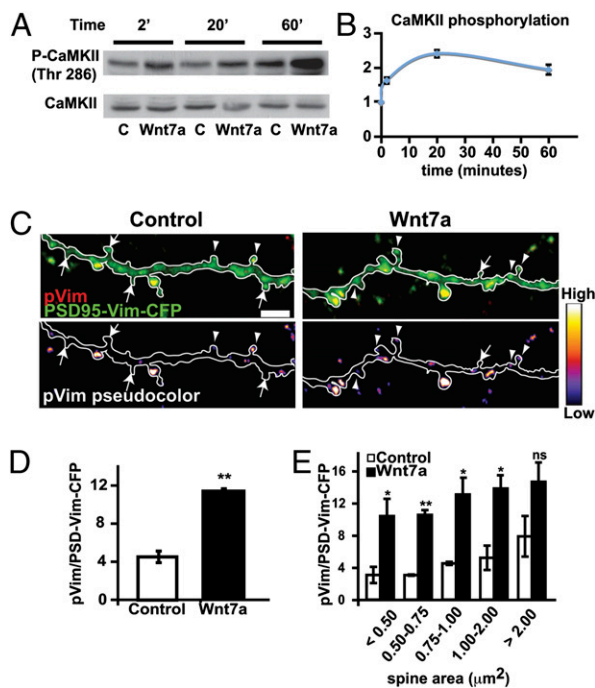 A
Time 2' 20' 60'
P-CaMKII
(Thr 286)
CaMKII
C Wnt7a C Wnt7a C Wnt7a
B
CaMKII phosphorylation
3
2
1
0
0 10 20 30 40 50 60
time (minutes)
C
Control Wnt7a
pVim
PSD95-Vim-CFP
pVim pseudocolor
High
Low
D
pVim/PSD-Vim-CFP
12
8
4
0
**
Control Wnt7a
E
pVim/PSD-Vim-CFP
Control
Wnt7a
16
12
8
4
0
* ** * * ns
< 0.50 0.50-0.75 0.75-1.00 1.00-2.00 > 2.00
spine area (μm²)